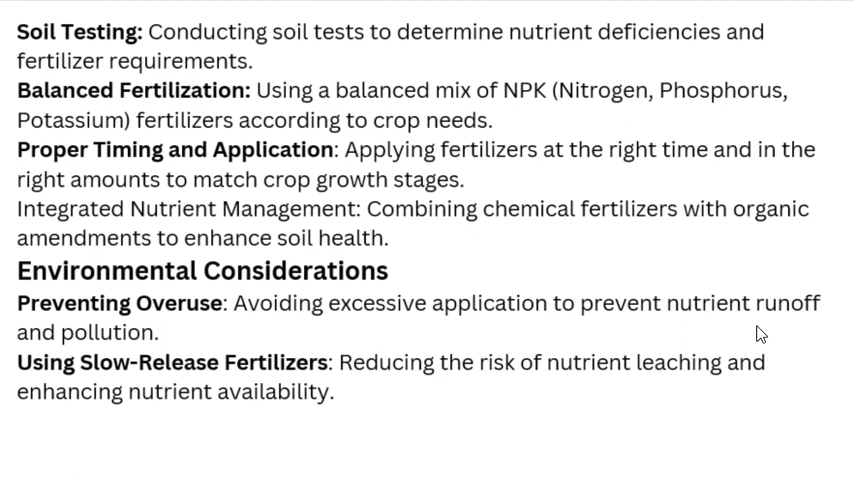 Soil Testing: Conducting soil tests to determine nutrient deficiencies and
fertilizer requirements.
Balanced Fertilization: Using a balanced mix of NPK (Nitrogen, Phosphorus,
Potassium) fertilizers according to crop needs.
Proper Timing and Application: Applying fertilizers at the right time and in the
right amounts to match crop growth stages.
Integrated Nutrient Management: Combining chemical fertilizers with organic
amendments to enhance soil health.
Environmental Considerations
Preventing Overuse: Avoiding excessive application to prevent nutrient runoff
and pollution.
Using Slow-Release Fertilizers: Reducing the risk of nutrient leaching and
enhancing nutrient availability.